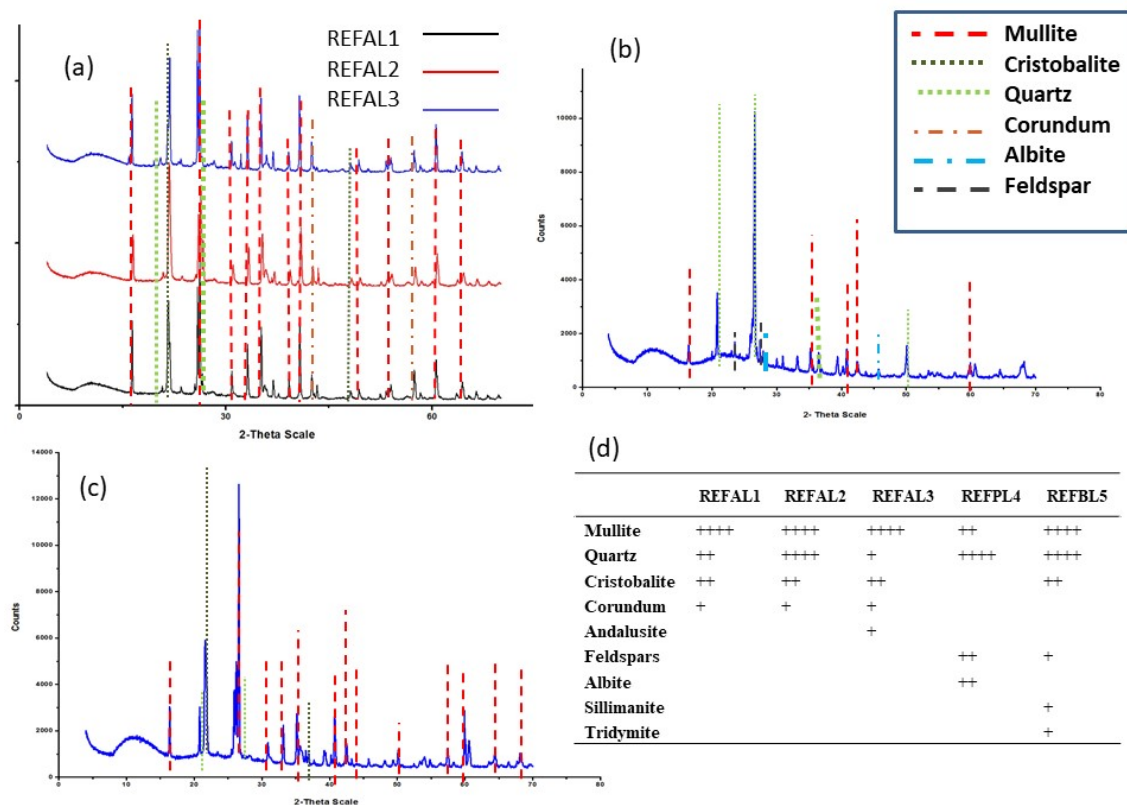 (a)
REFAL1
REFAL2
REFAL3
0 30 60
2-Theta Scale
(b)
Mullite
Cristobalite
Quartz
Corundum
Albite
Feldspar
10000
8000
6000
4000
2000
0
Counts
0 10 20 30 40 50 60 70 80
2- Theta Scale
(c)
14000
12000
10000
8000
6000
4000
2000
0
Counts
0 10 20 30 40 50 60 70 80
2-Theta Scale
(d)
REFAL1 REFAL2 REFAL3 REFPL4 REFBL5
Mullite ++++ ++++ ++++ ++ ++++
Quartz ++ ++++ + ++++ ++++
Cristobalite ++ ++ ++ ++
Corundum + + +
Andalusite +
Feldspars ++ +
Albite ++
Sillimanite +
Tridymite +